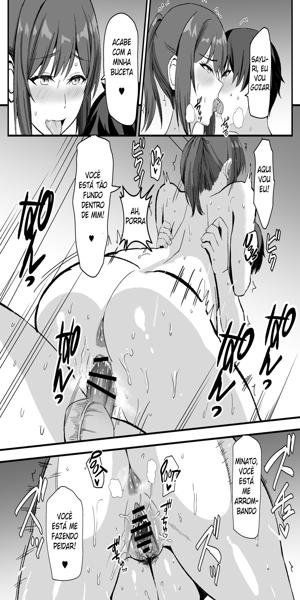 ACABE
COM A
MINHA
BUCETA
♥
SAYU-
RI, EU
VOU
GOZAR
AQUI
VOU
EU!
VOCÊ
ESTÁ TÃO
FUNDO
DENTRO
DE MIM!
♥
AH,
PORRA
MINATO,
VOCÊ
ESTÁ ME
ARROM-
BANDO
VOCÊ
ESTÁ ME
FAZENDO
PEIDAR!
♥